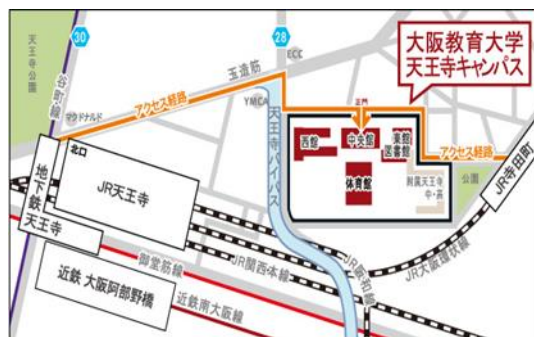 30
28
天王寺公園
谷町線
玉造筋
ECC
大阪教育大学
天王寺キャンパス
アクセス経路
YMCA
マクドナルド
正門
西館
中央館
東館
図書館
アクセス経路
JR寺田町
北口
地下鉄
天王寺
JR天王寺
天王寺バイパス
体育館
附属天王寺
中・高
公園
御堂筋線
JR関西本線
JR阪和線
JR大阪環状線
近鉄 大阪阿部野橋
近鉄南大阪線